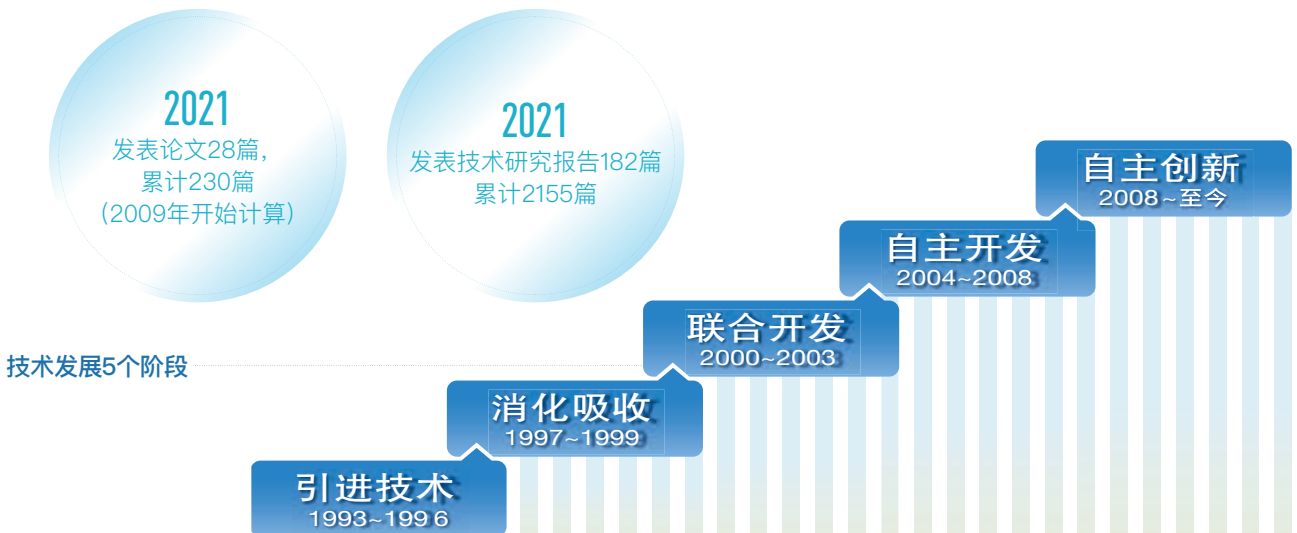 2021
发表论文28篇，
累计230篇
（2009年开始计算）
2021
发表技术研究报告182篇
累计2155篇
自主创新
2008~至今
自主开发
2004~2008
联合开发
2000~2003
技术发展5个阶段
消化吸收
1997~1999
引进技术
1993~1996